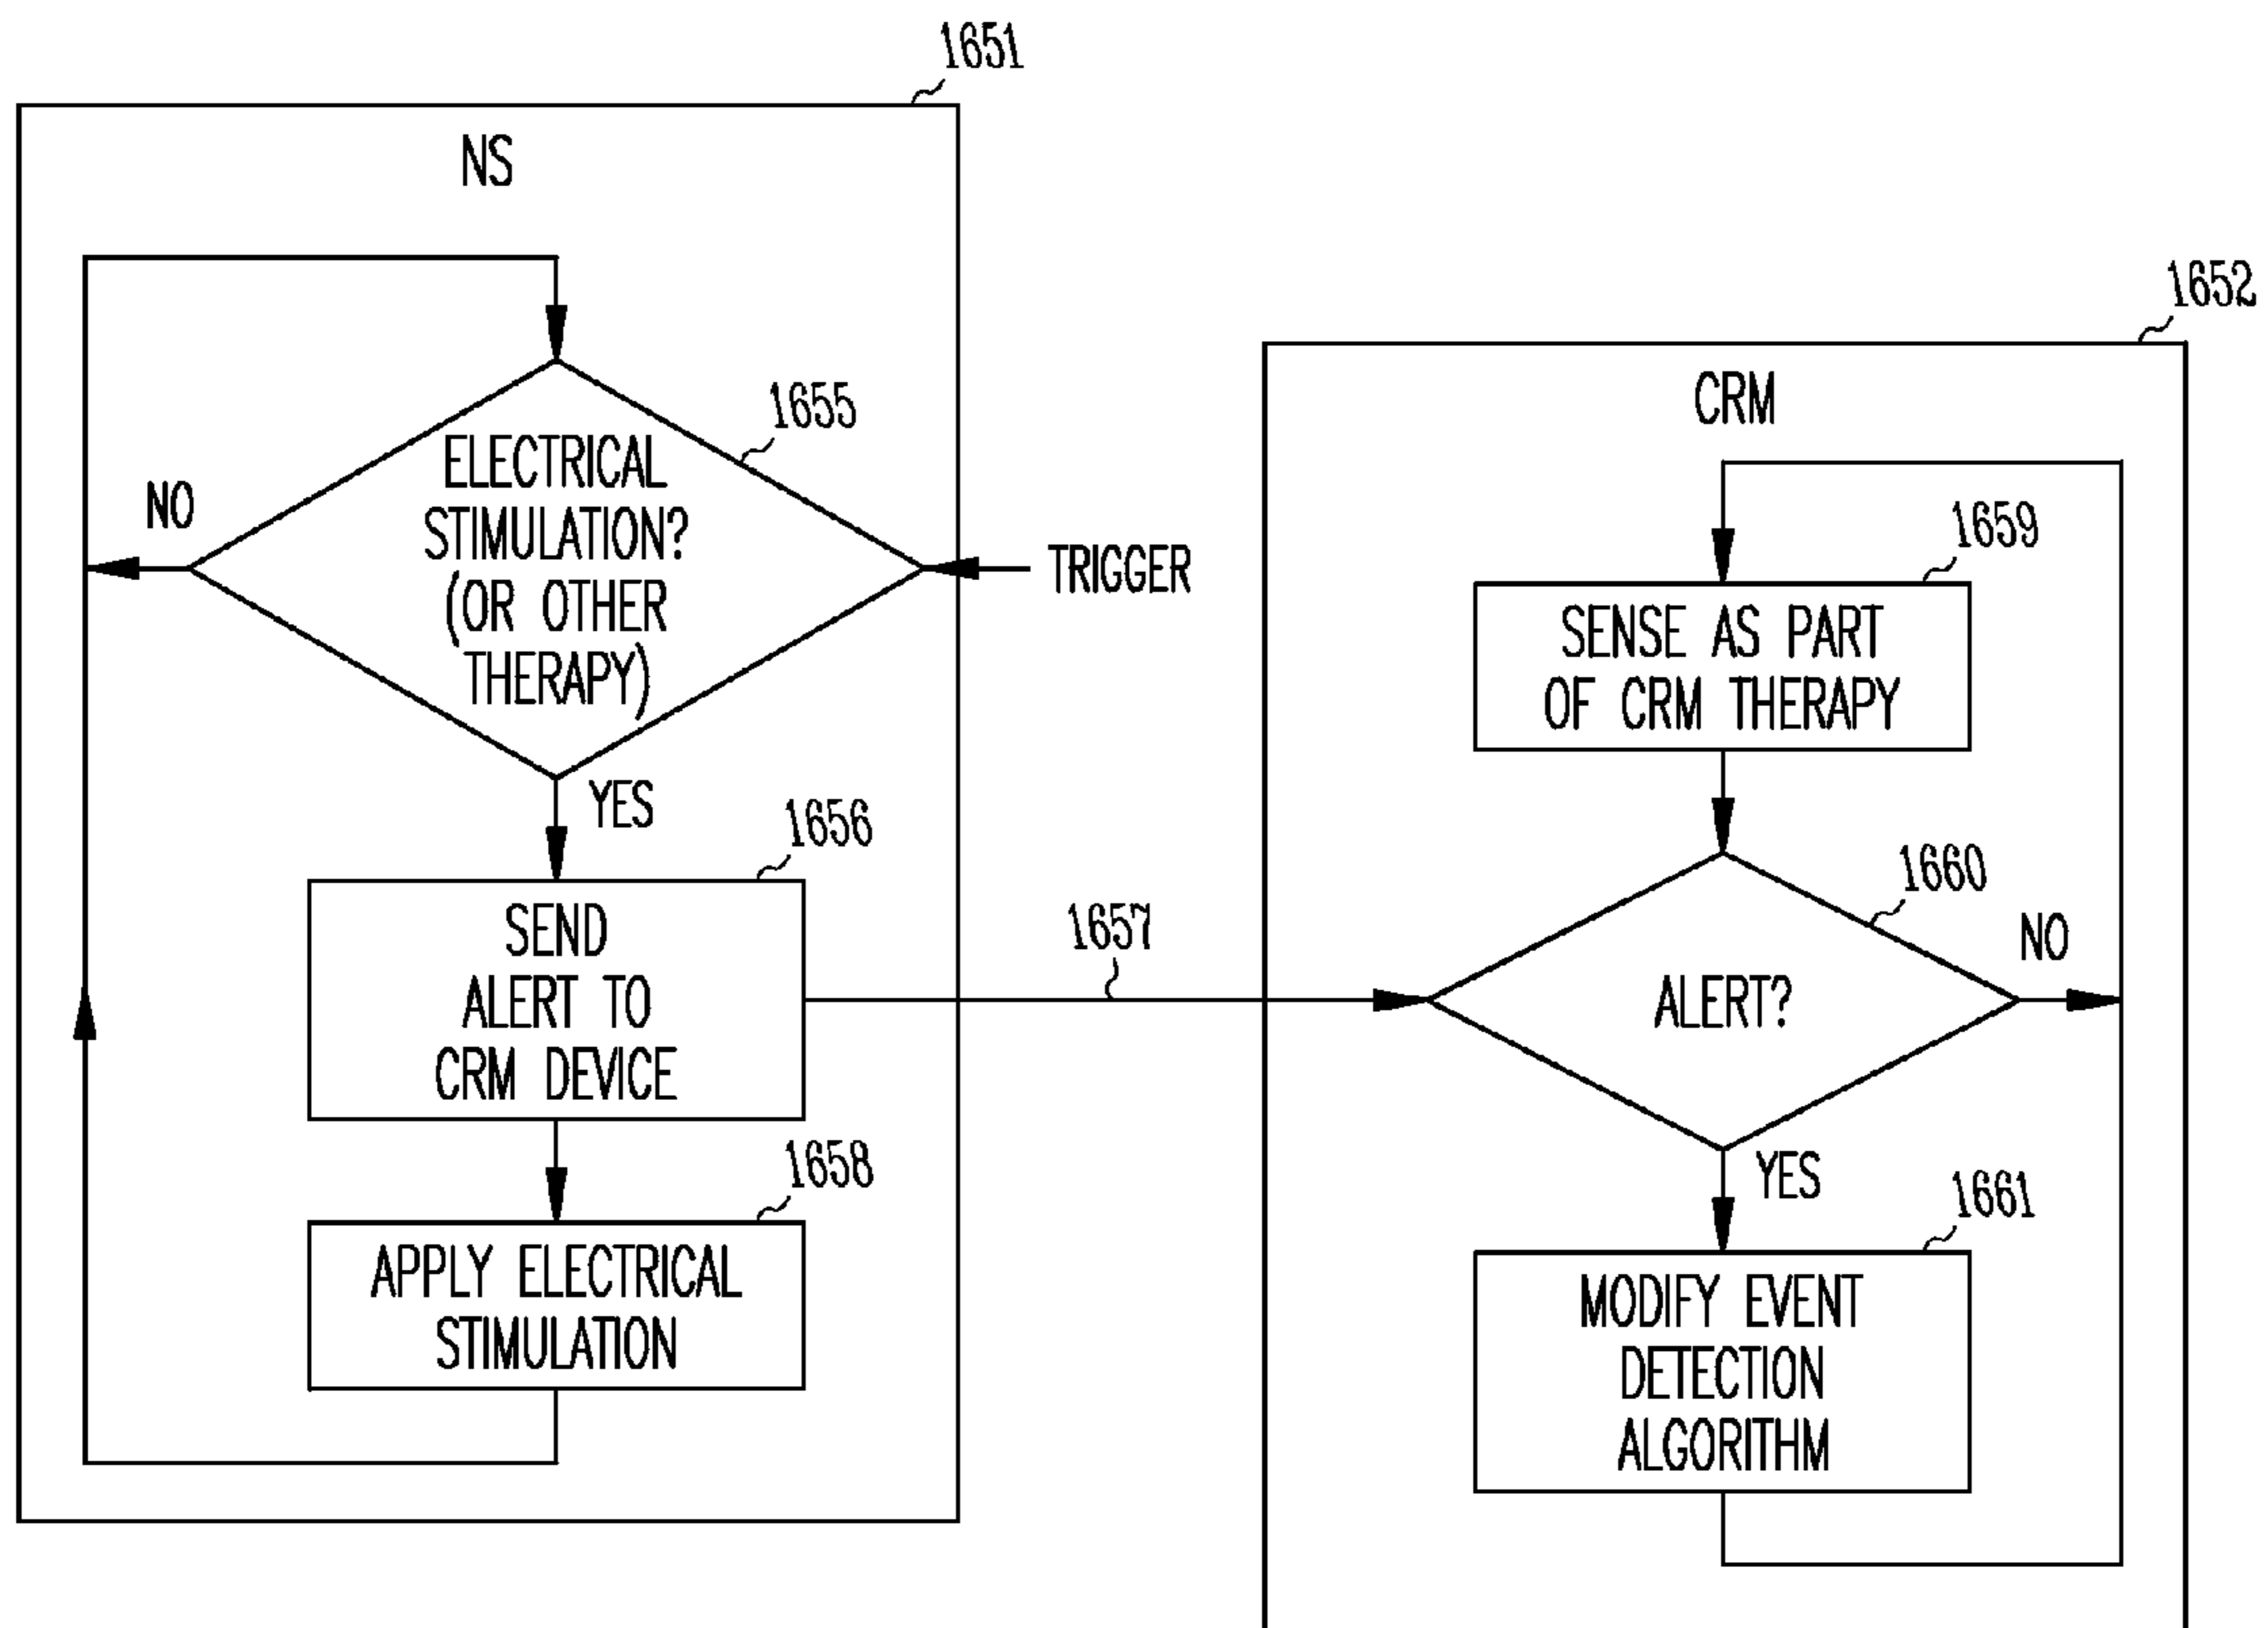 1651
NS
1655
ELECTRICAL
STIMULATION?
(OR OTHER
THERAPY)
NO
TRIGGER
YES
1656
SEND
ALERT TO
CRM DEVICE
1657
1658
APPLY ELECTRICAL
STIMULATION
1652
CRM
1659
SENSE AS PART
OF CRM THERAPY
1660
ALERT?
NO
YES
1661
MODIFY EVENT
DETECTION
ALGORITHM